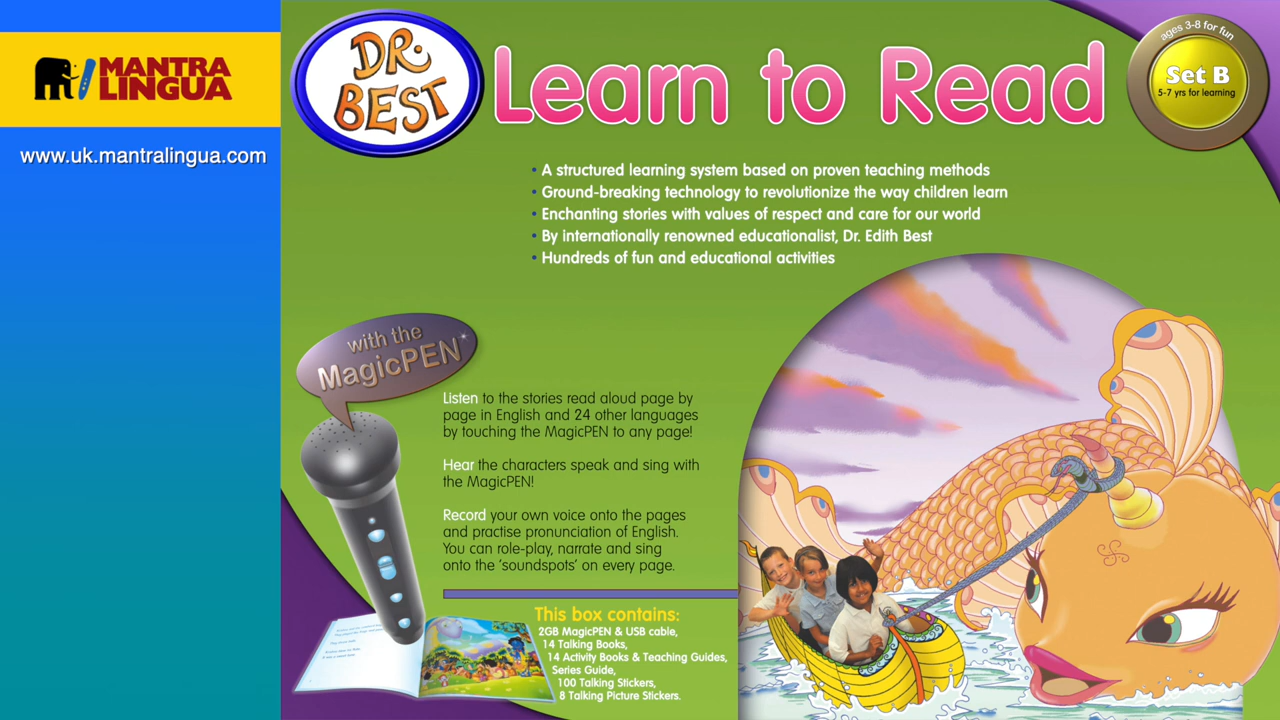 MANTRA
LINGUA
www.uk.mantralingua.com
DR.
BEST
Learn to Read
ages 3-8 for fun
Set B
5-7 yrs for learning
• A structured learning system based on proven teaching methods
• Ground-breaking technology to revolutionize the way children learn
• Enchanting stories with values of respect and care for our world
• By internationally renowned educationalist, Dr. Edith Best
• Hundreds of fun and educational activities
with the
MagicPEN
Listen to the stories read aloud page by
page in English and 24 other languages
by touching the MagicPEN to any page!
Hear the characters speak and sing with
the MagicPEN!
Record your own voice onto the pages
and practise pronunciation of English.
You can role-play, narrate and sing
onto the 'soundspots' on every page.
This box contains:
2GB MagicPEN & USB cable,
14 Talking Books,
14 Activity Books & Teaching Guides,
Series Guide,
100 Talking Stickers,
8 Talking Picture Stickers.